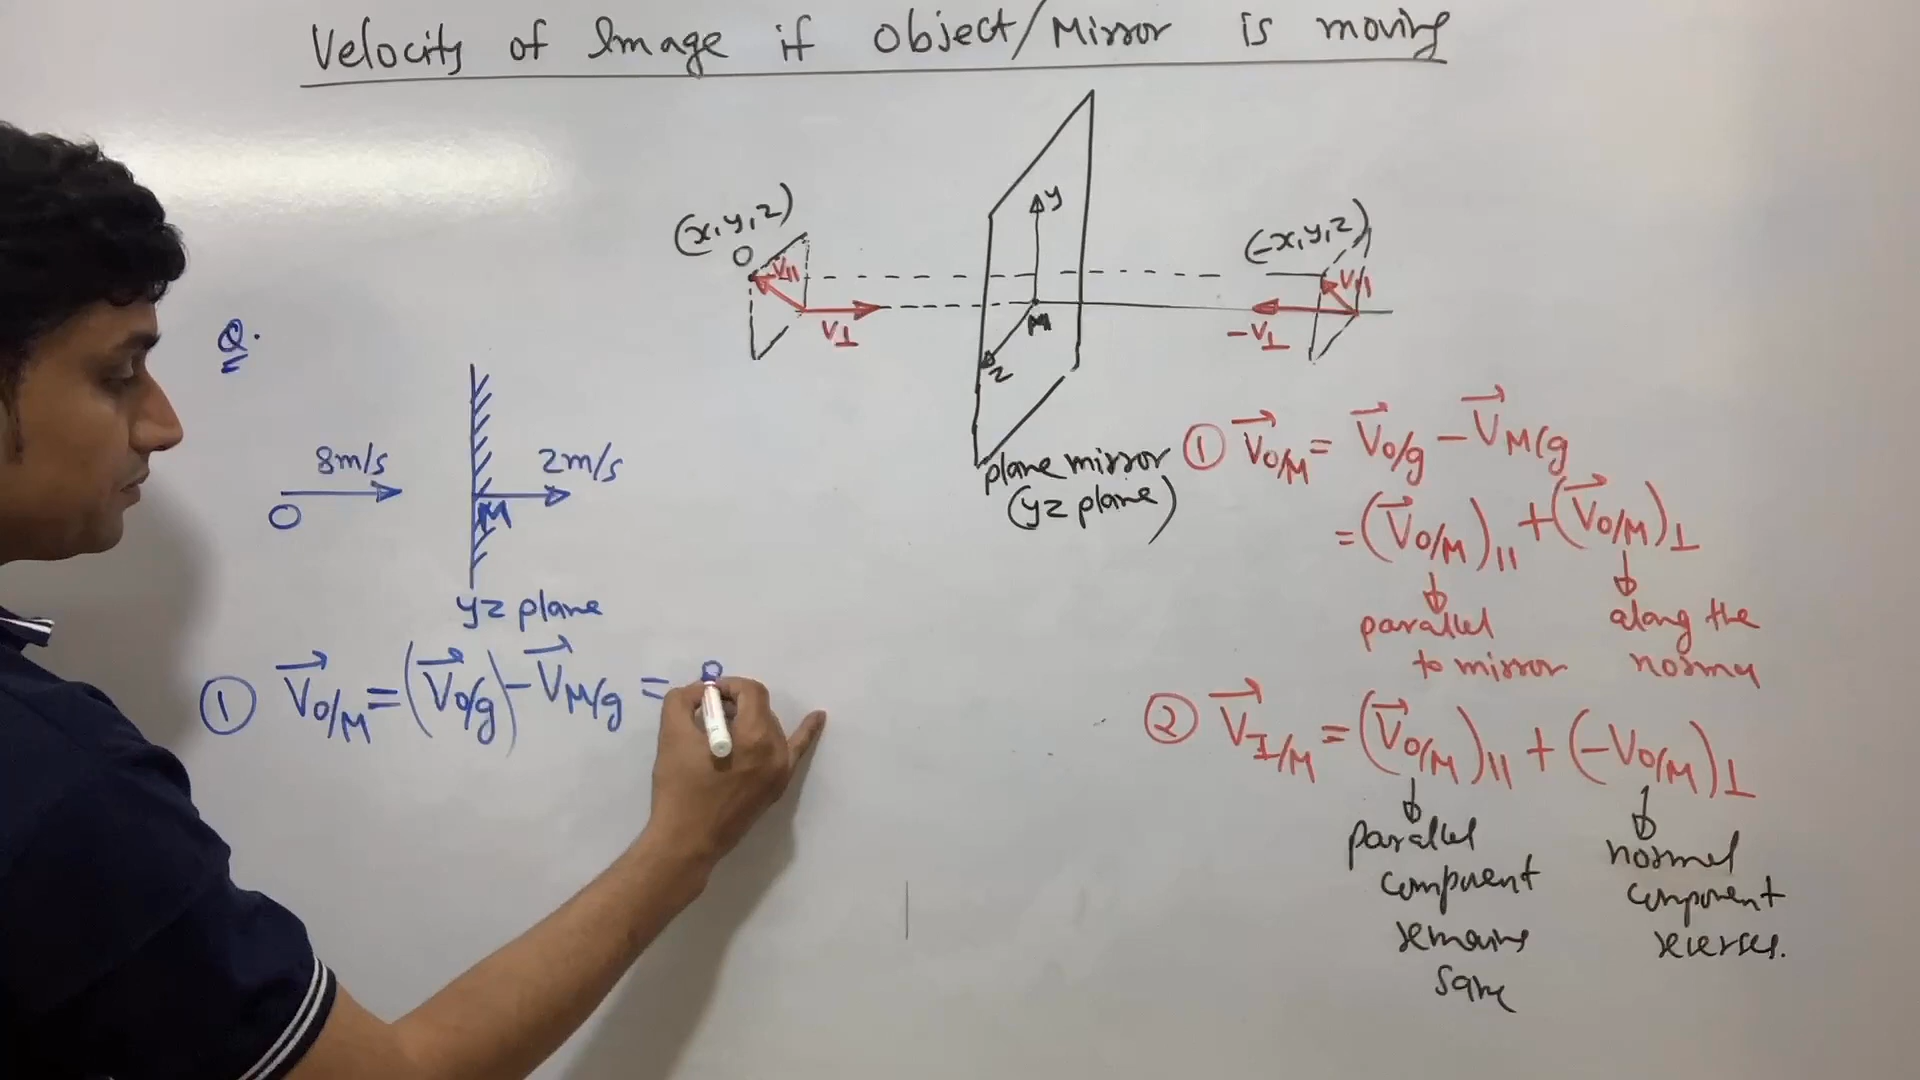 Velocity of Image if object/Mirror is moving
(x,y,z)
O
V||
V⊥
y
M
z
(-x,y,z)
V||
-V⊥
plane mirror
(yz plane)
Q.
8m/s
O
2m/s
M
yz plane
① V⃗O/M = (V⃗O/g) - V⃗M/g = 8
① V⃗O/M = V⃗O/g - V⃗M/g
= (V⃗O/M)|| + (V⃗O/M)⊥
parallel
to mirror
along the
normal
② V⃗I/M = (V⃗O/M)|| + (-VO/M)⊥
parallel
component
remains
same
normal
component
reverses.